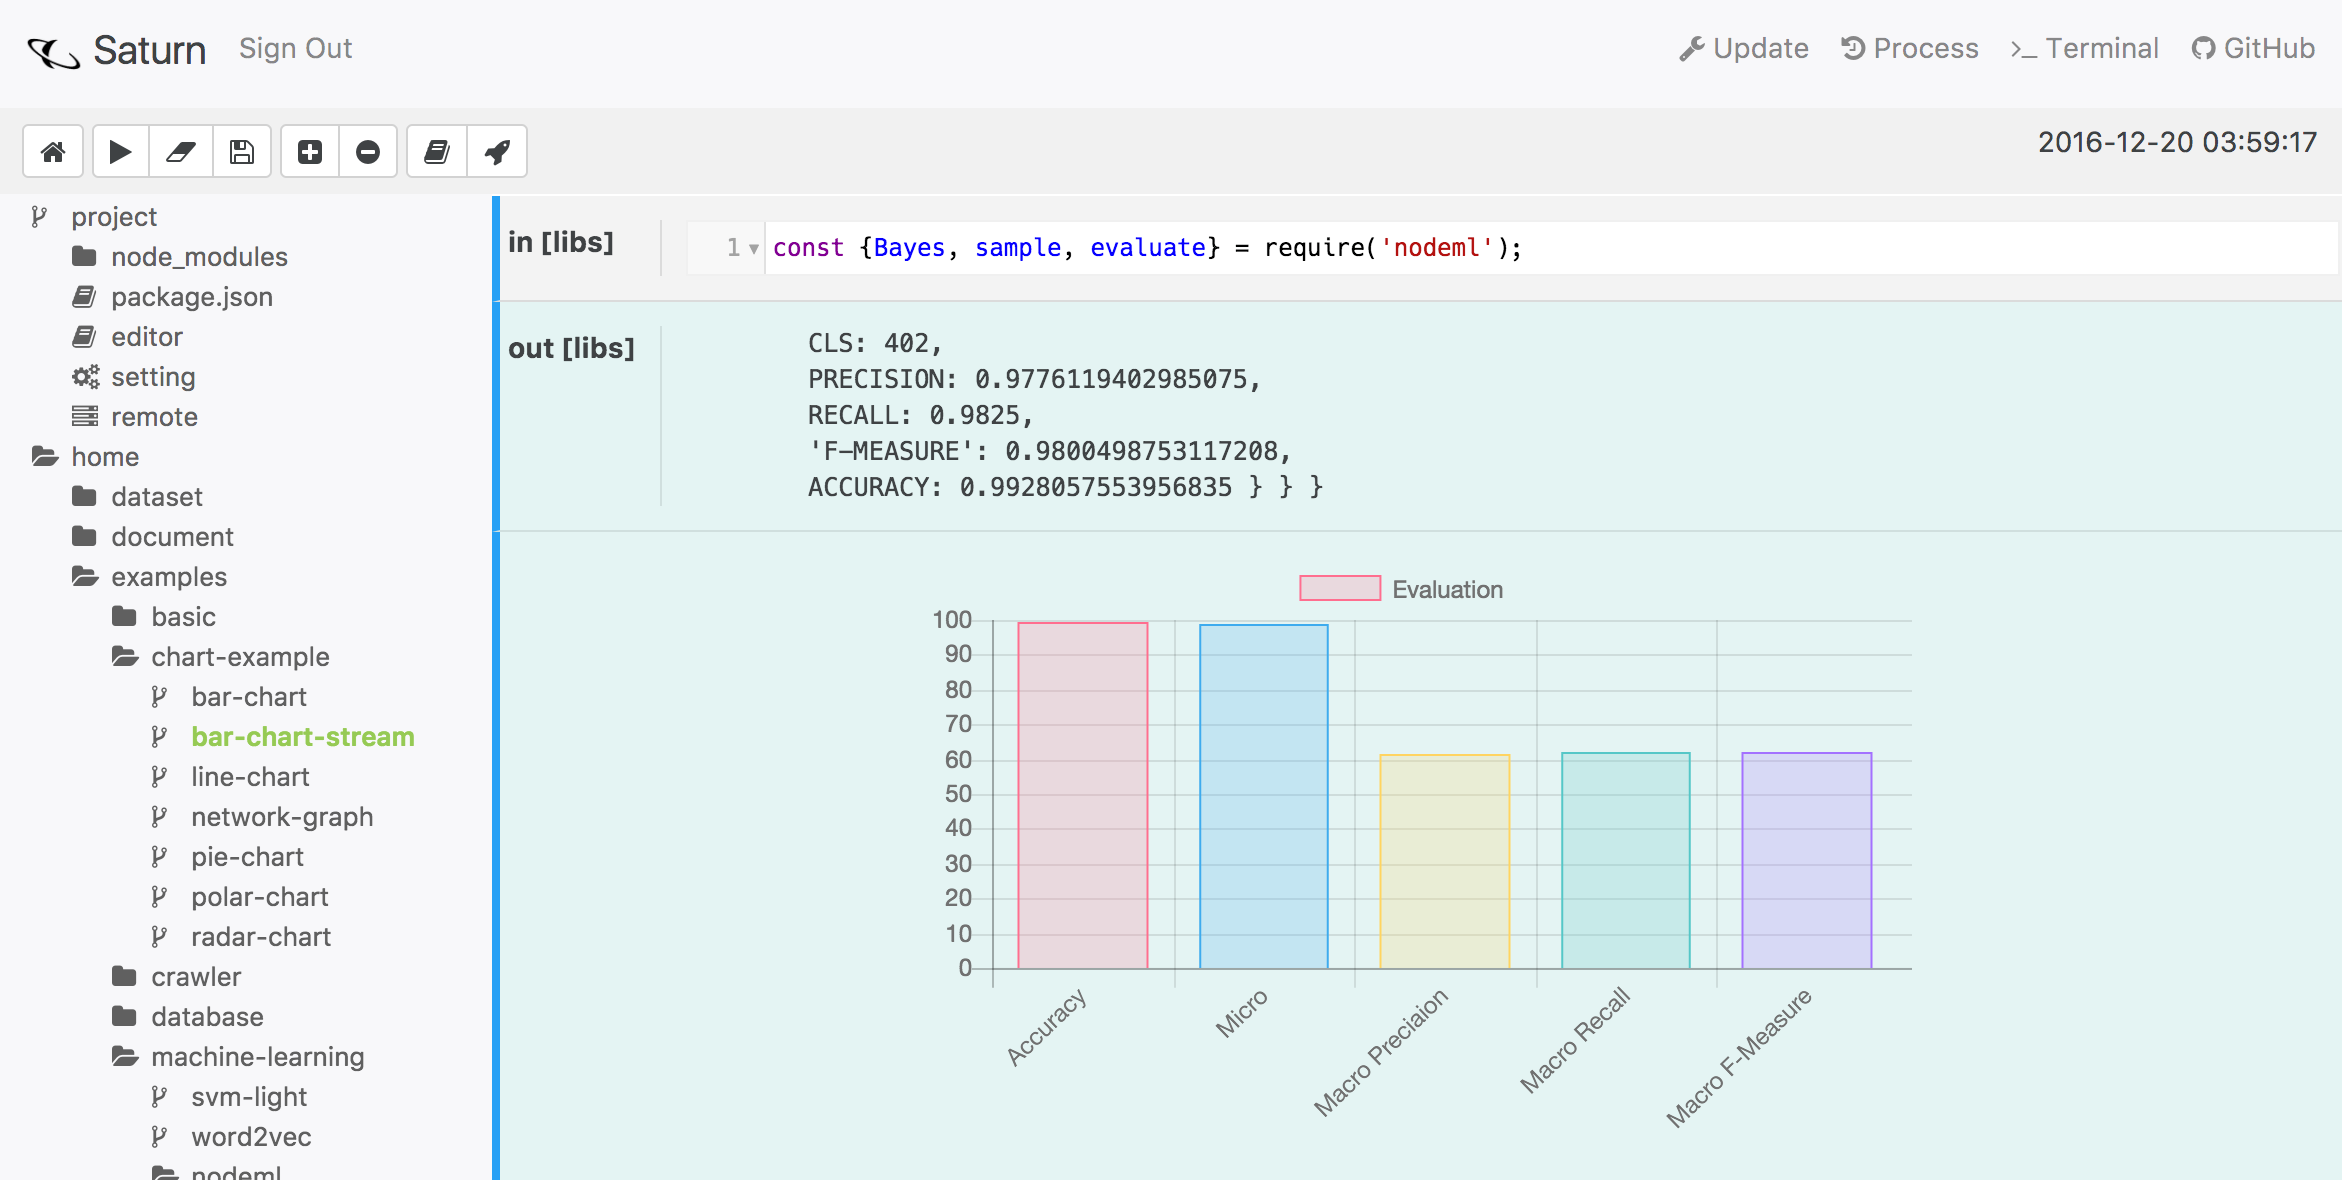 Saturn Sign Out Update Process >_ Terminal GitHub
2016-12-20 03:59:17
project
node_modules
package.json
editor
setting
remote
home
dataset
document
examples
basic
chart-example
bar-chart
bar-chart-stream
line-chart
network-graph
pie-chart
polar-chart
radar-chart
crawler
database
machine-learning
svm-light
word2vec
nodeml
in [libs]
1 const {Bayes, sample, evaluate} = require('nodeml');
out [libs]
CLS: 402,
PRECISION: 0.9776119402985075,
RECALL: 0.9825,
'F-MEASURE': 0.9800498753117208,
ACCURACY: 0.9928057553956835 } } }
Evaluation
100
90
80
70
60
50
40
30
20
10
0
Accuracy
Micro
Macro Preciaion
Macro Recall
Macro F-Measure